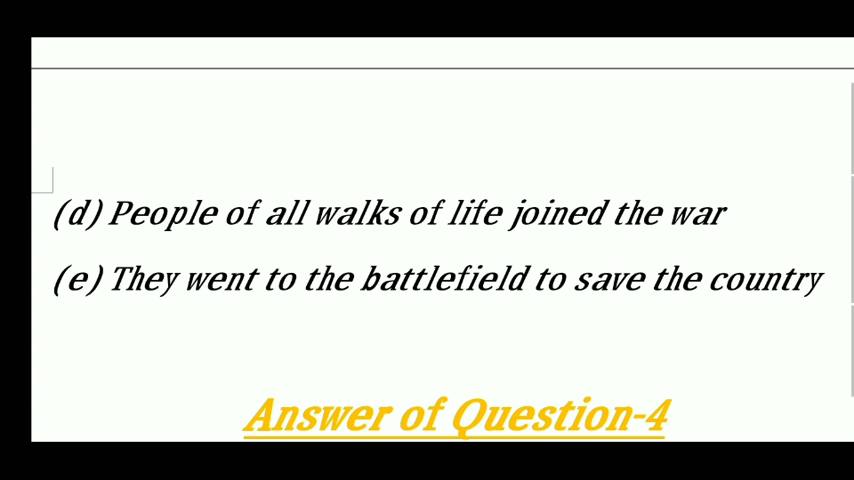 (d) People of all walks of life joined the war
(e) They went to the battlefield to save the country
Answer of Question-4